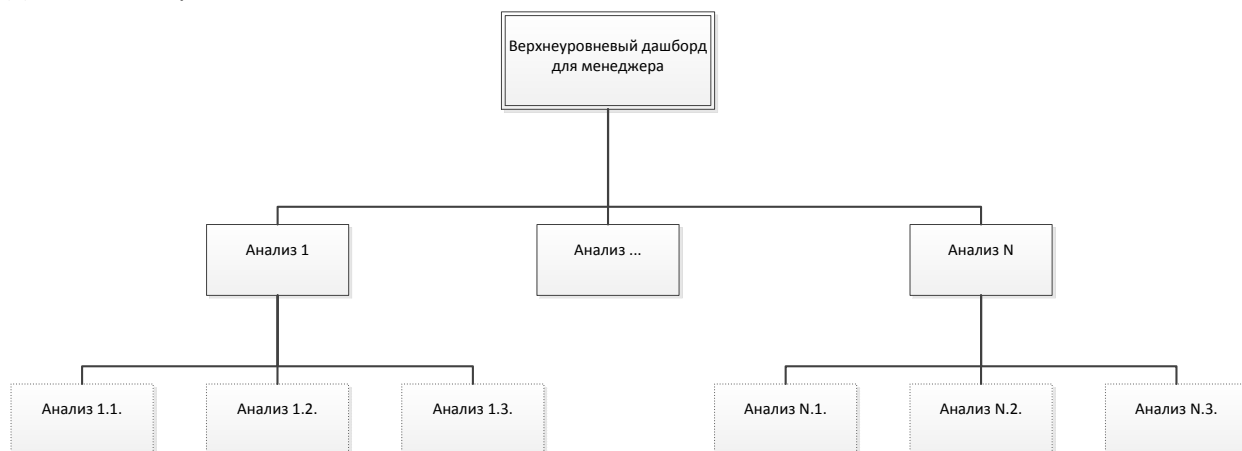 Верхнеуровневый дашборд
для менеджера
Анализ 1
Анализ ...
Анализ N
Анализ 1.1.
Анализ 1.2.
Анализ 1.3.
Анализ N.1.
Анализ N.2.
Анализ N.3.